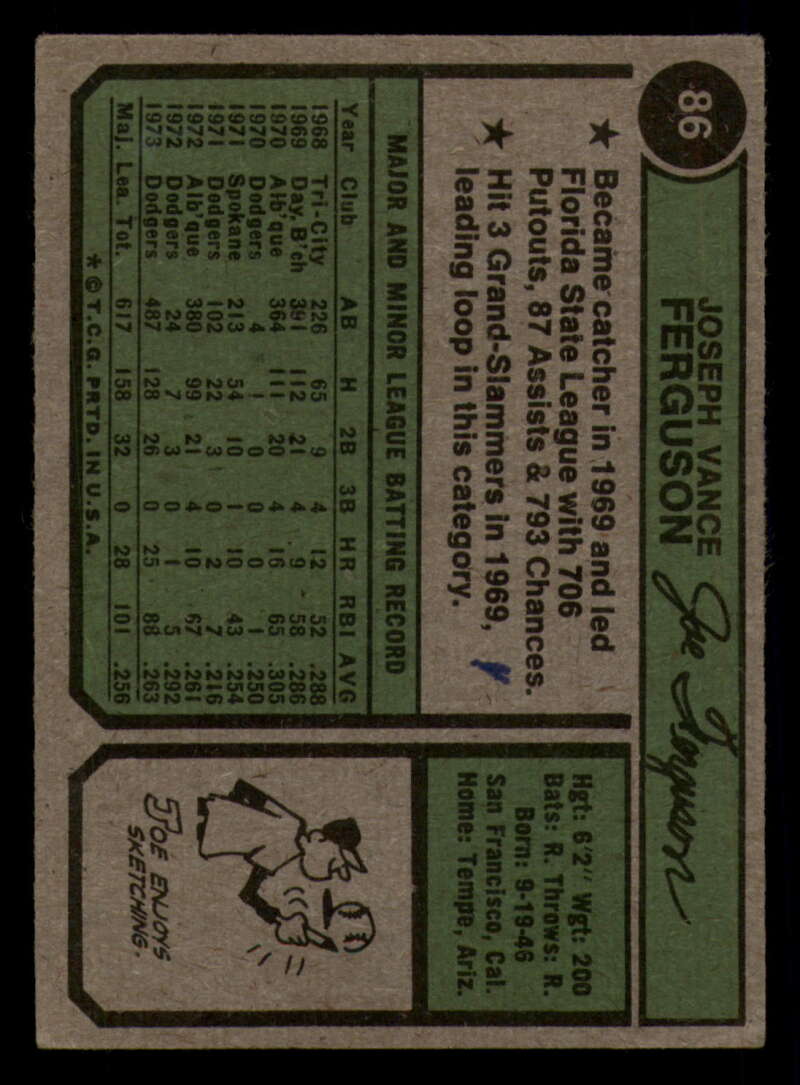 86
JOSEPH VANCE
FERGUSON
Joe Ferguson
★ Became catcher in 1969 and led
Florida State League with 706
Putouts, 87 Assists & 793 Chances.
★ Hit 3 Grand-Slammers in 1969,
leading loop in this category.
MAJOR AND MINOR LEAGUE BATTING RECORD
Year Club AB H 2B 3B HR RBI AVG
1968 Tri-City 226 65 9 4 12 52 .288
1969 Day. B'ch 391 112 21 4 9 58 .286
1970 Alb'que 364 111 20 4 16 65 .305
1970 Dodgers 4 1 0 0 0 1 .250
1971 Spokane 213 54 10 1 10 43 .254
1971 Dodgers 102 22 3 0 2 7 .216
1972 Alb'que 380 99 21 4 10 67 .261
1972 Dodgers 24 7 3 0 1 5 .292
1973 Dodgers 487 128 26 0 25 88 .263
Maj. Lea. Tot. 617 158 32 0 28 101 .256
* © T.C.G. PRTD. IN U.S.A.
Hgt: 6'2" Wgt: 200
Bats: R. Throws: R.
Born: 9-19-46
San Francisco, Cal.
Home: Tempe, Ariz.
JOE ENJOYS
SKETCHING.